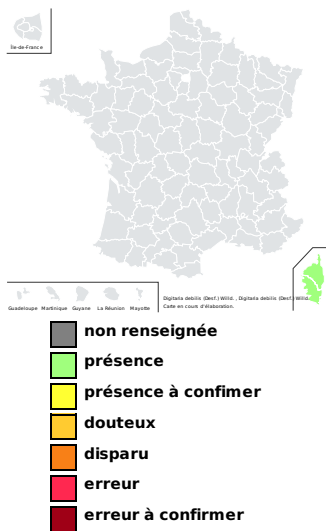 Île-de-France
Guadeloupe Martinique Guyane La Réunion Mayotte
Digitaria debilis (Desf.) Willd. , Digitaria debilis (Desf.) Willd.
Carte en cours d'élaboration.
non renseignée
présence
présence à confimer
douteux
disparu
erreur
erreur à confirmer